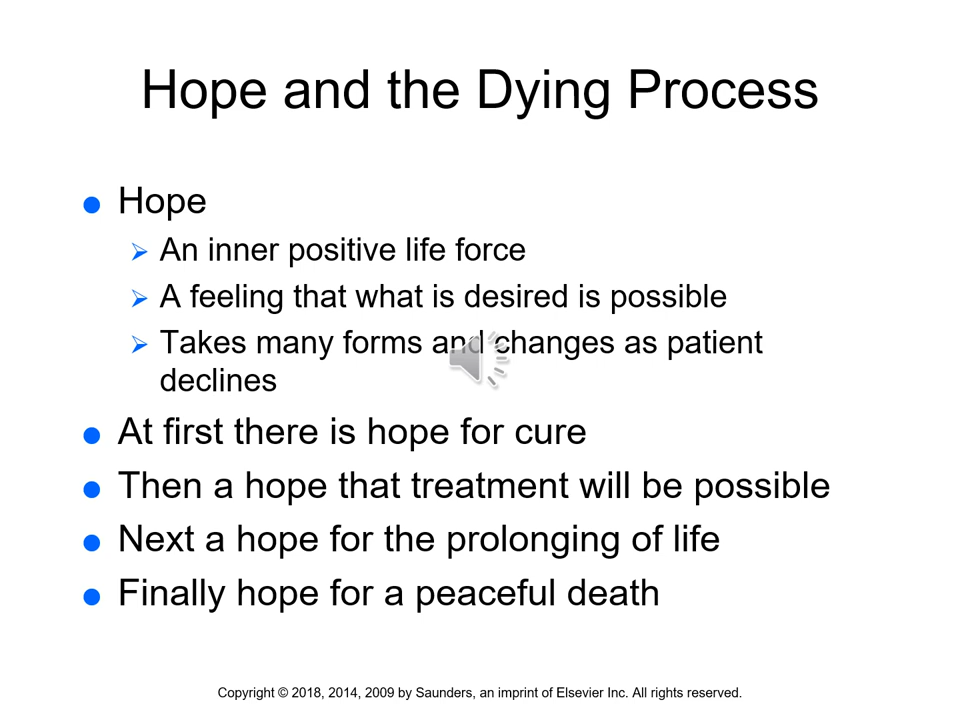 Hope and the Dying Process
Hope
An inner positive life force
A feeling that what is desired is possible
Takes many forms and changes as patient
declines
At first there is hope for cure
Then a hope that treatment will be possible
Next a hope for the prolonging of life
Finally hope for a peaceful death
Copyright © 2018, 2014, 2009 by Saunders, an imprint of Elsevier Inc. All rights reserved.